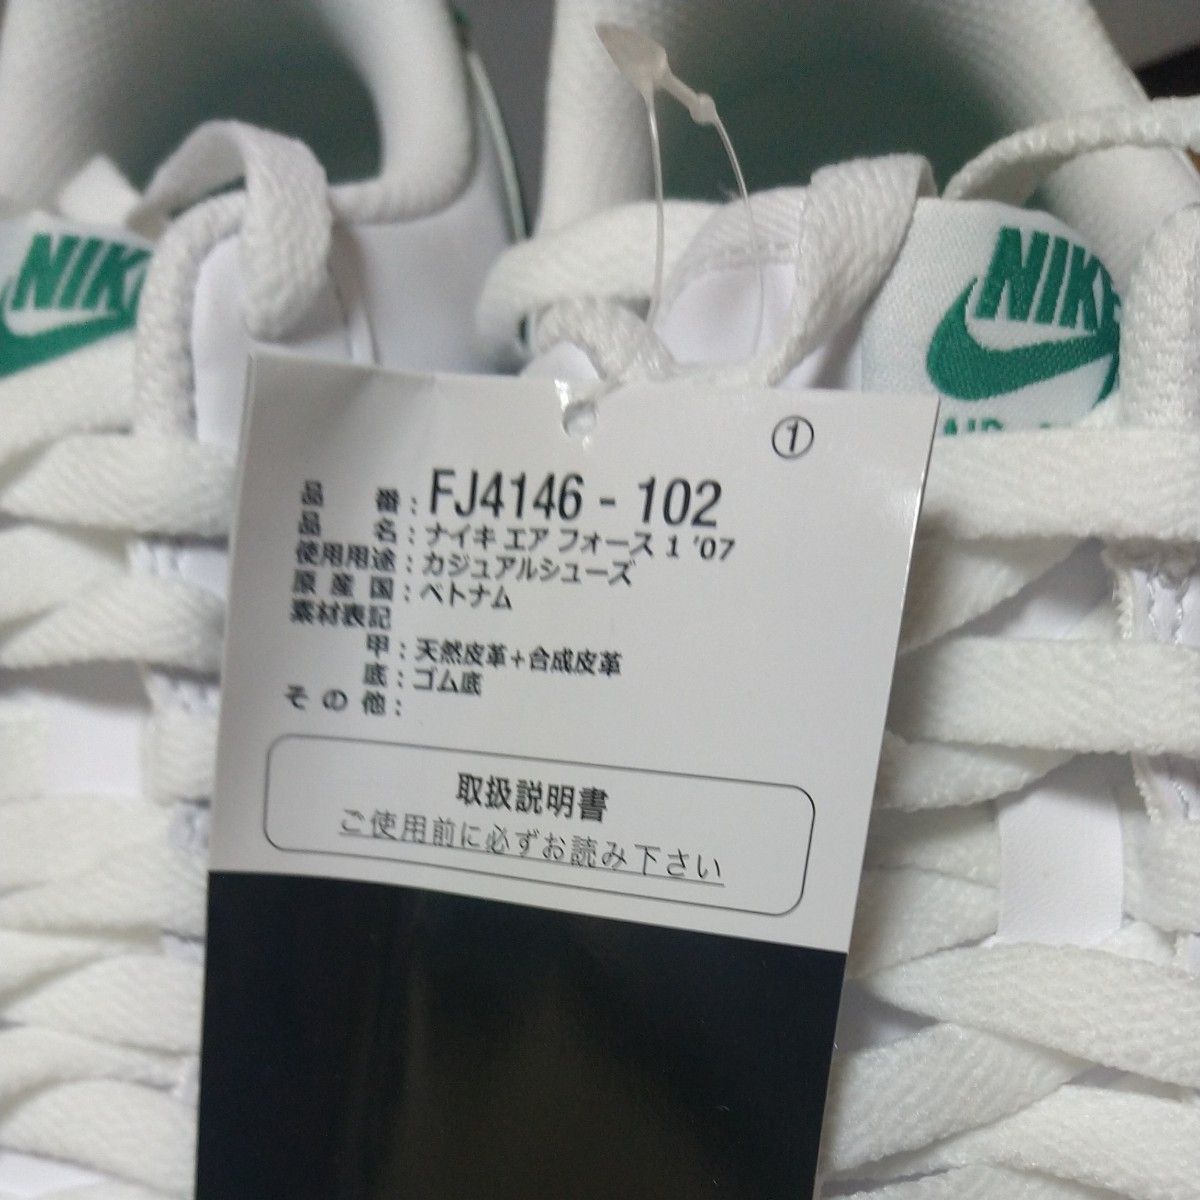 NIKE
NIKE
①
品 番 : FJ4146 - 102
品 名 : ナイキ エア フォース 1 '07
使用用途 : カジュアルシューズ
原 産 国 : ベトナム
素材表記
甲 : 天然皮革+合成皮革
底 : ゴム底
そ の 他 :
取扱説明書
ご使用前に必ずお読み下さい